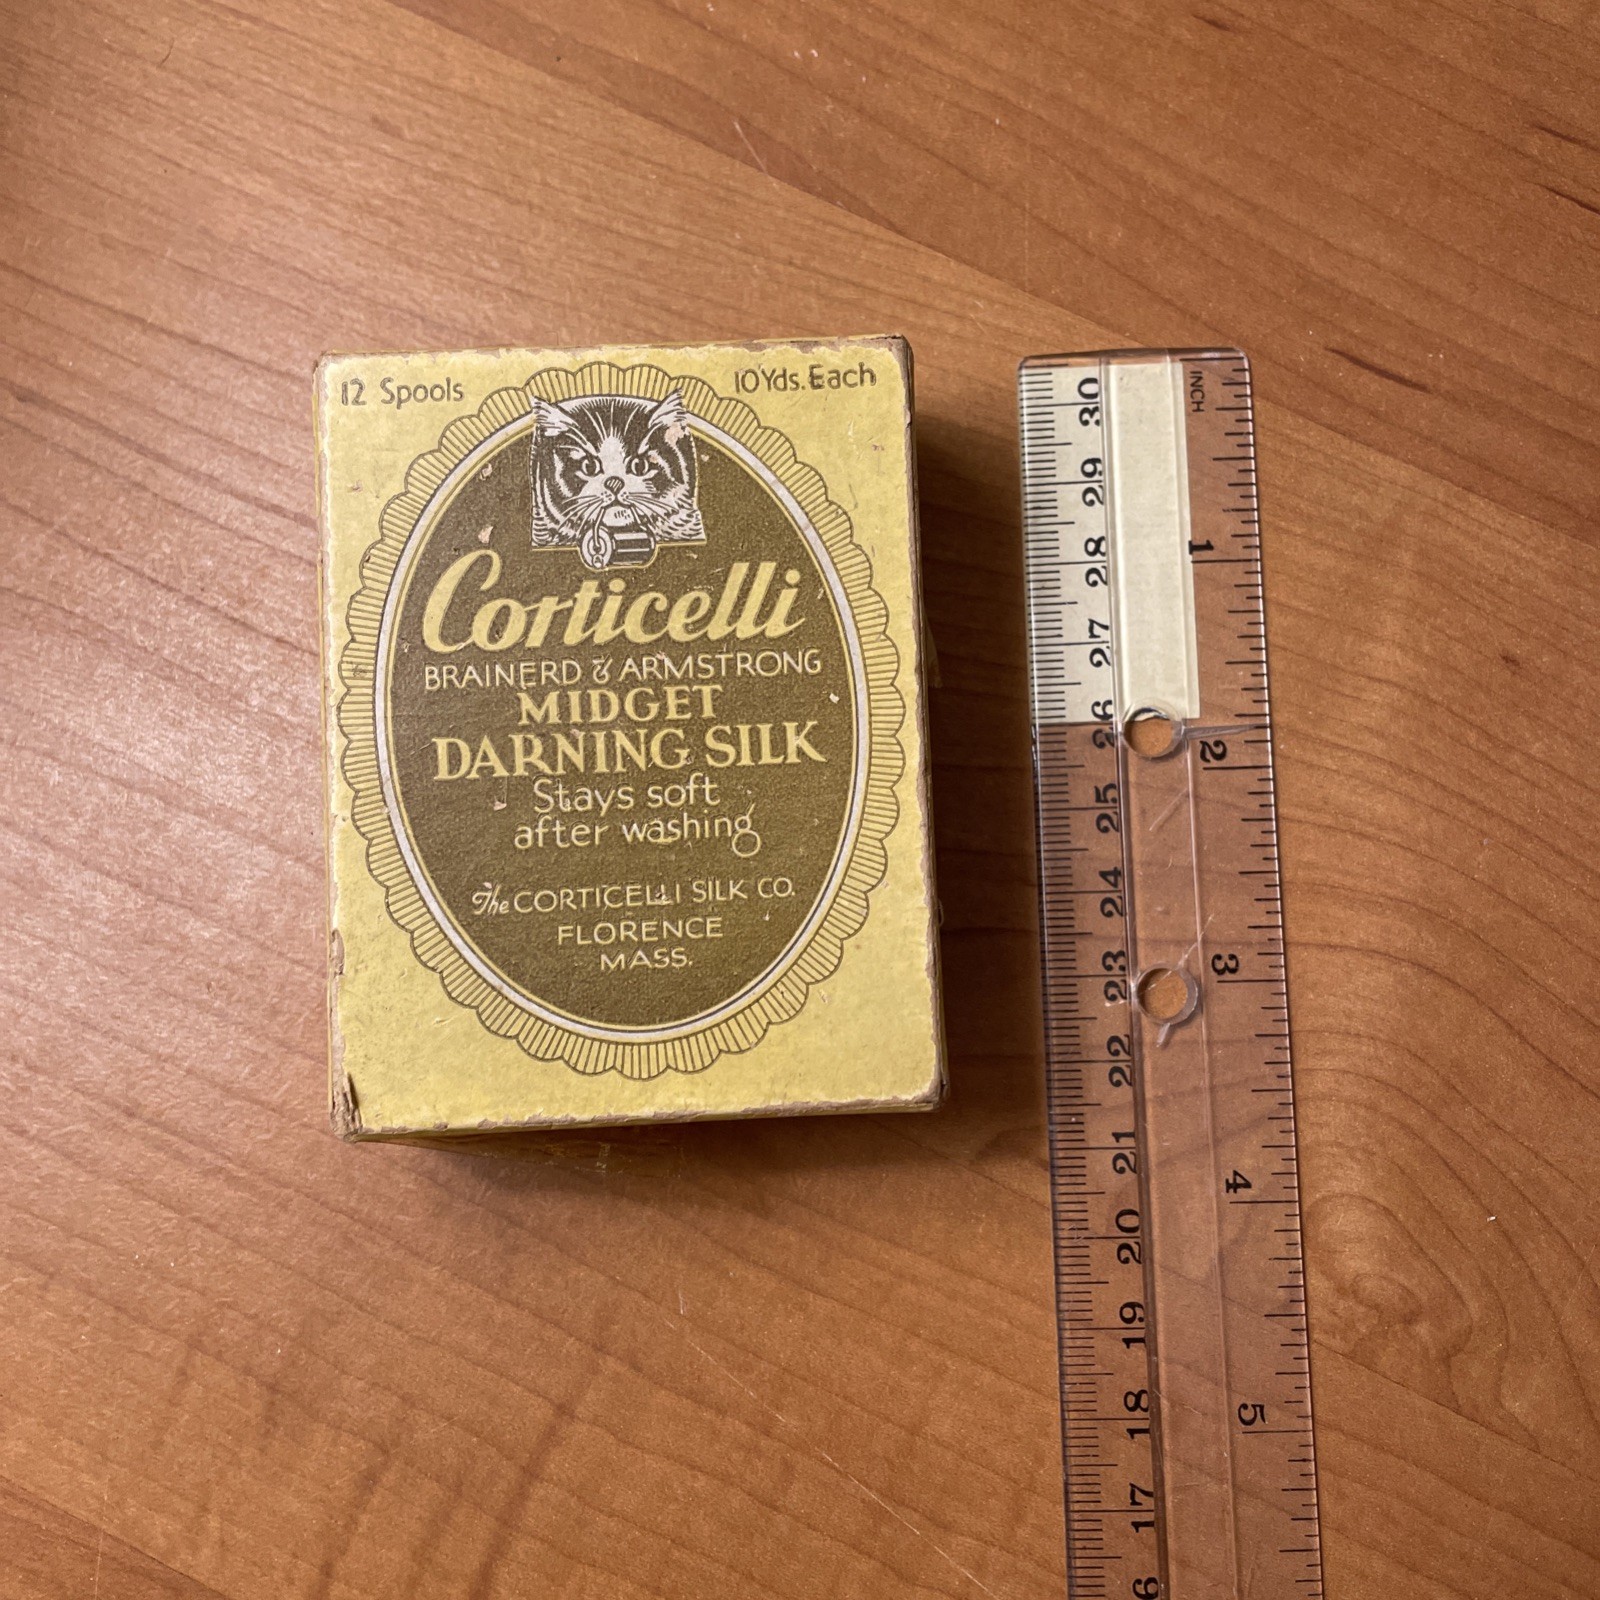 12 Spools
10 Yds. Each
Corticelli
BRAINERD & ARMSTRONG
MIDGET
DARNING SILK
Stays soft
after washing
The CORTICELLI SILK CO.
FLORENCE
MASS.
INCH
1
2
3
4
5
30
29
28
27
26
25
24
23
22
21
20
19
18
17
6